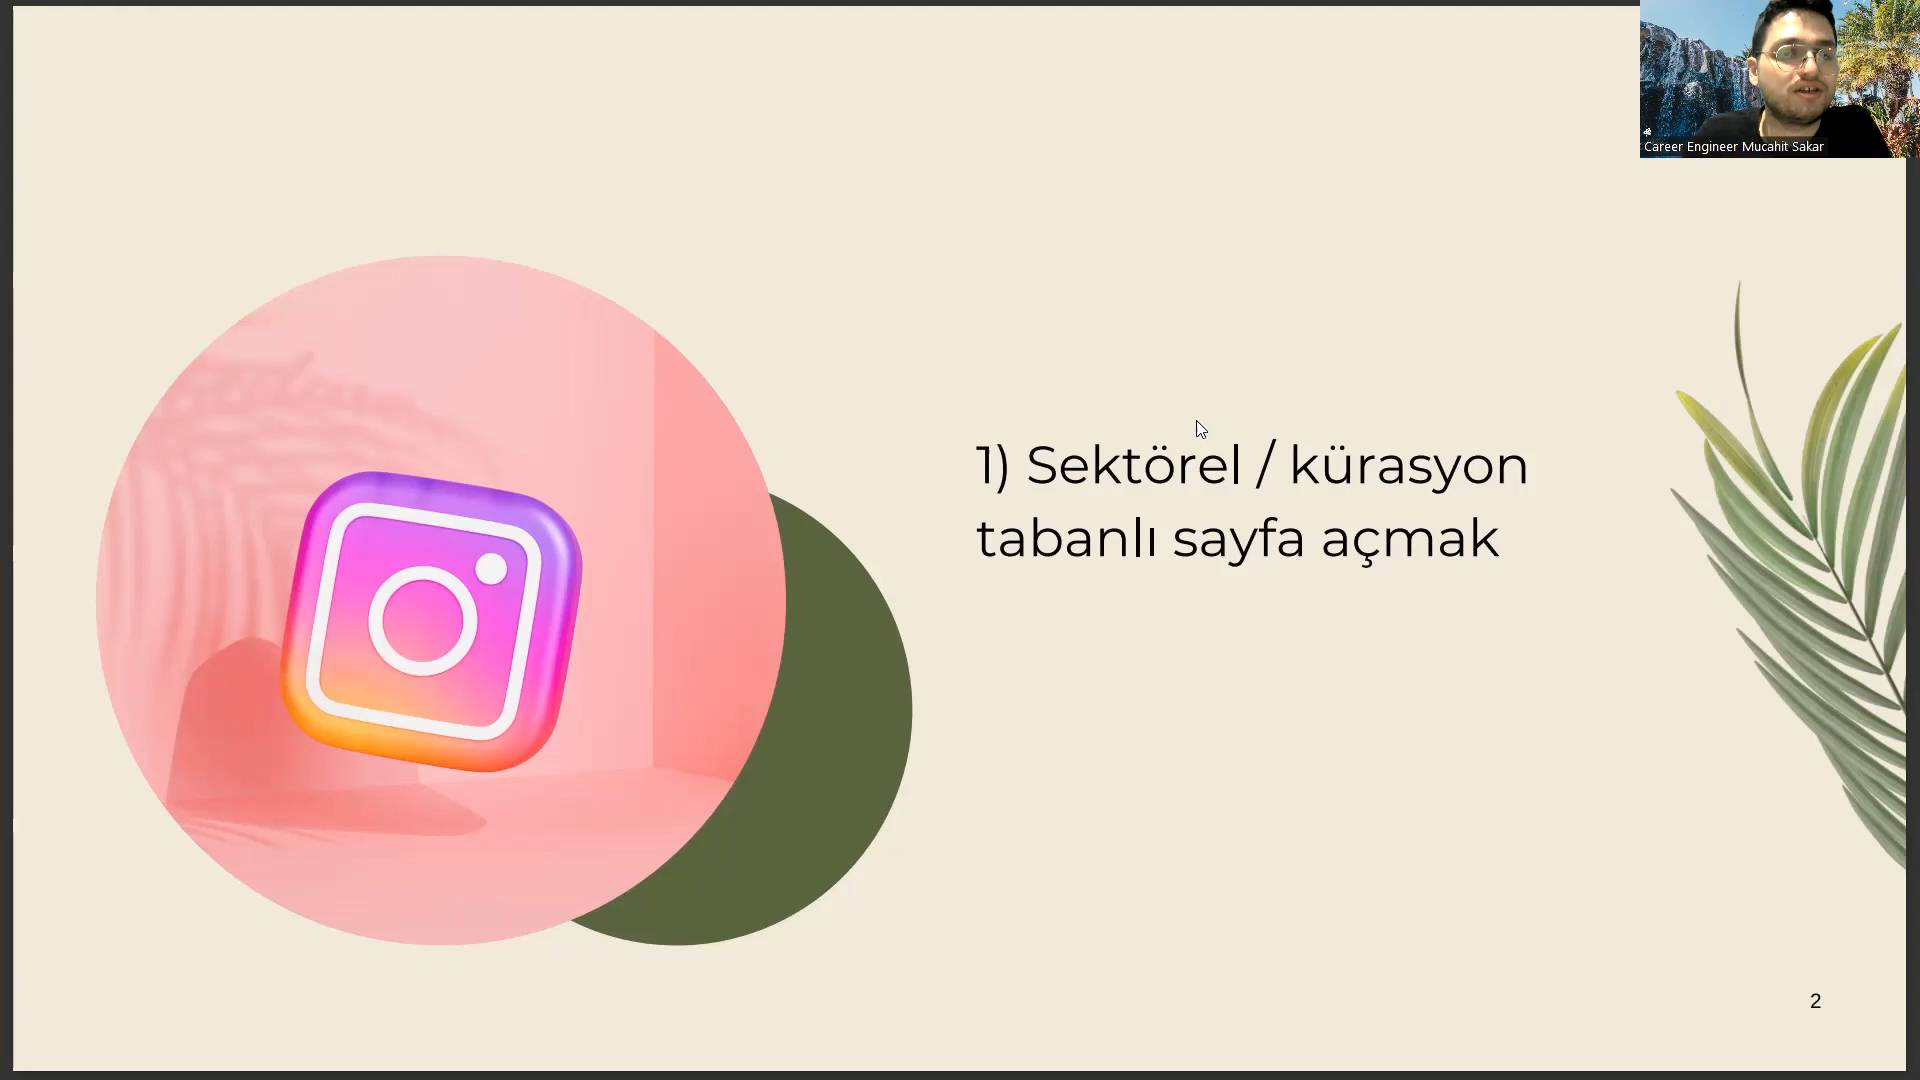 Career Engineer Mucahit Sakar
1) Sektörel / kürasyon
tabanlı sayfa açmak
2